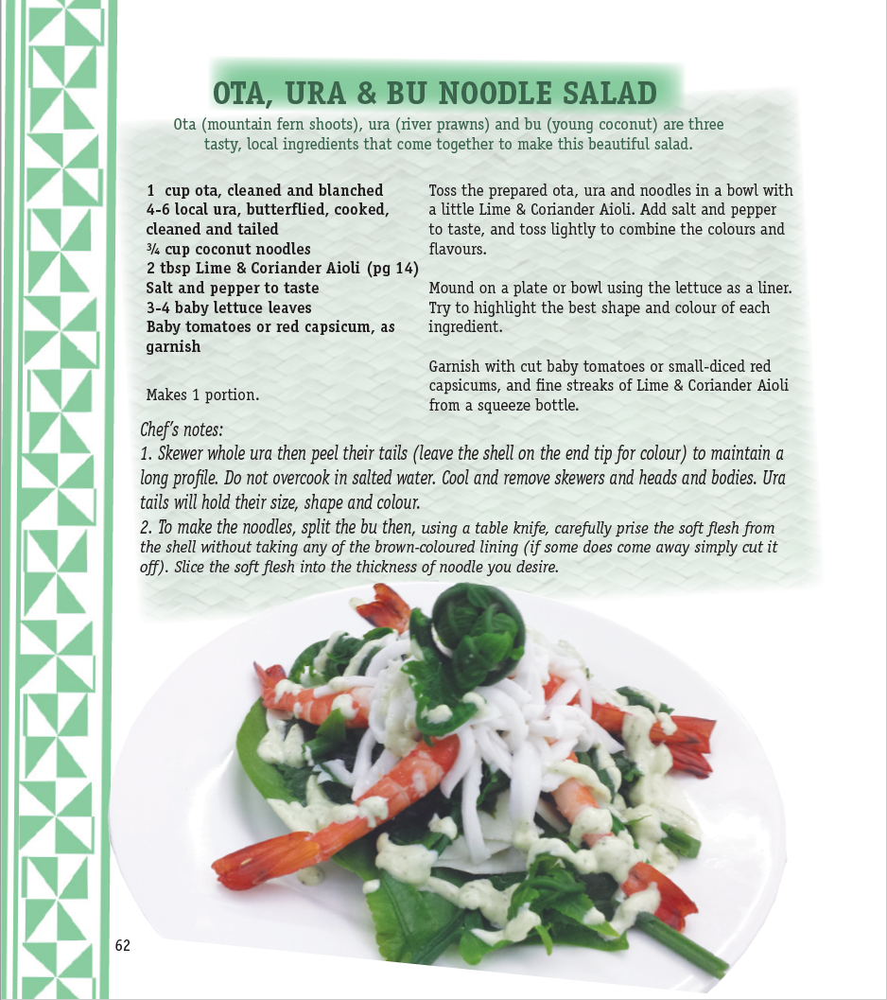 OTA, URA & BU NOODLE SALAD
Ota (mountain fern shoots), ura (river prawns) and bu (young coconut) are three
tasty, local ingredients that come together to make this beautiful salad.
1  cup ota, cleaned and blanched
4-6 local ura, butterflied, cooked,
cleaned and tailed
¾ cup coconut noodles
2 tbsp Lime & Coriander Aioli (pg 14)
Salt and pepper to taste
3-4 baby lettuce leaves
Baby tomatoes or red capsicum, as
garnish
Makes 1 portion.
Toss the prepared ota, ura and noodles in a bowl with
a little Lime & Coriander Aioli. Add salt and pepper
to taste, and toss lightly to combine the colours and
flavours.
Mound on a plate or bowl using the lettuce as a liner.
Try to highlight the best shape and colour of each
ingredient.
Garnish with cut baby tomatoes or small-diced red
capsicums, and fine streaks of Lime & Coriander Aioli
from a squeeze bottle.
Chef's notes:
1. Skewer whole ura then peel their tails (leave the shell on the end tip for colour) to maintain a
long profile. Do not overcook in salted water. Cool and remove skewers and heads and bodies. Ura
tails will hold their size, shape and colour.
2. To make the noodles, split the bu then, using a table knife, carefully prise the soft flesh from
the shell without taking any of the brown-coloured lining (if some does come away simply cut it
off). Slice the soft flesh into the thickness of noodle you desire.
62